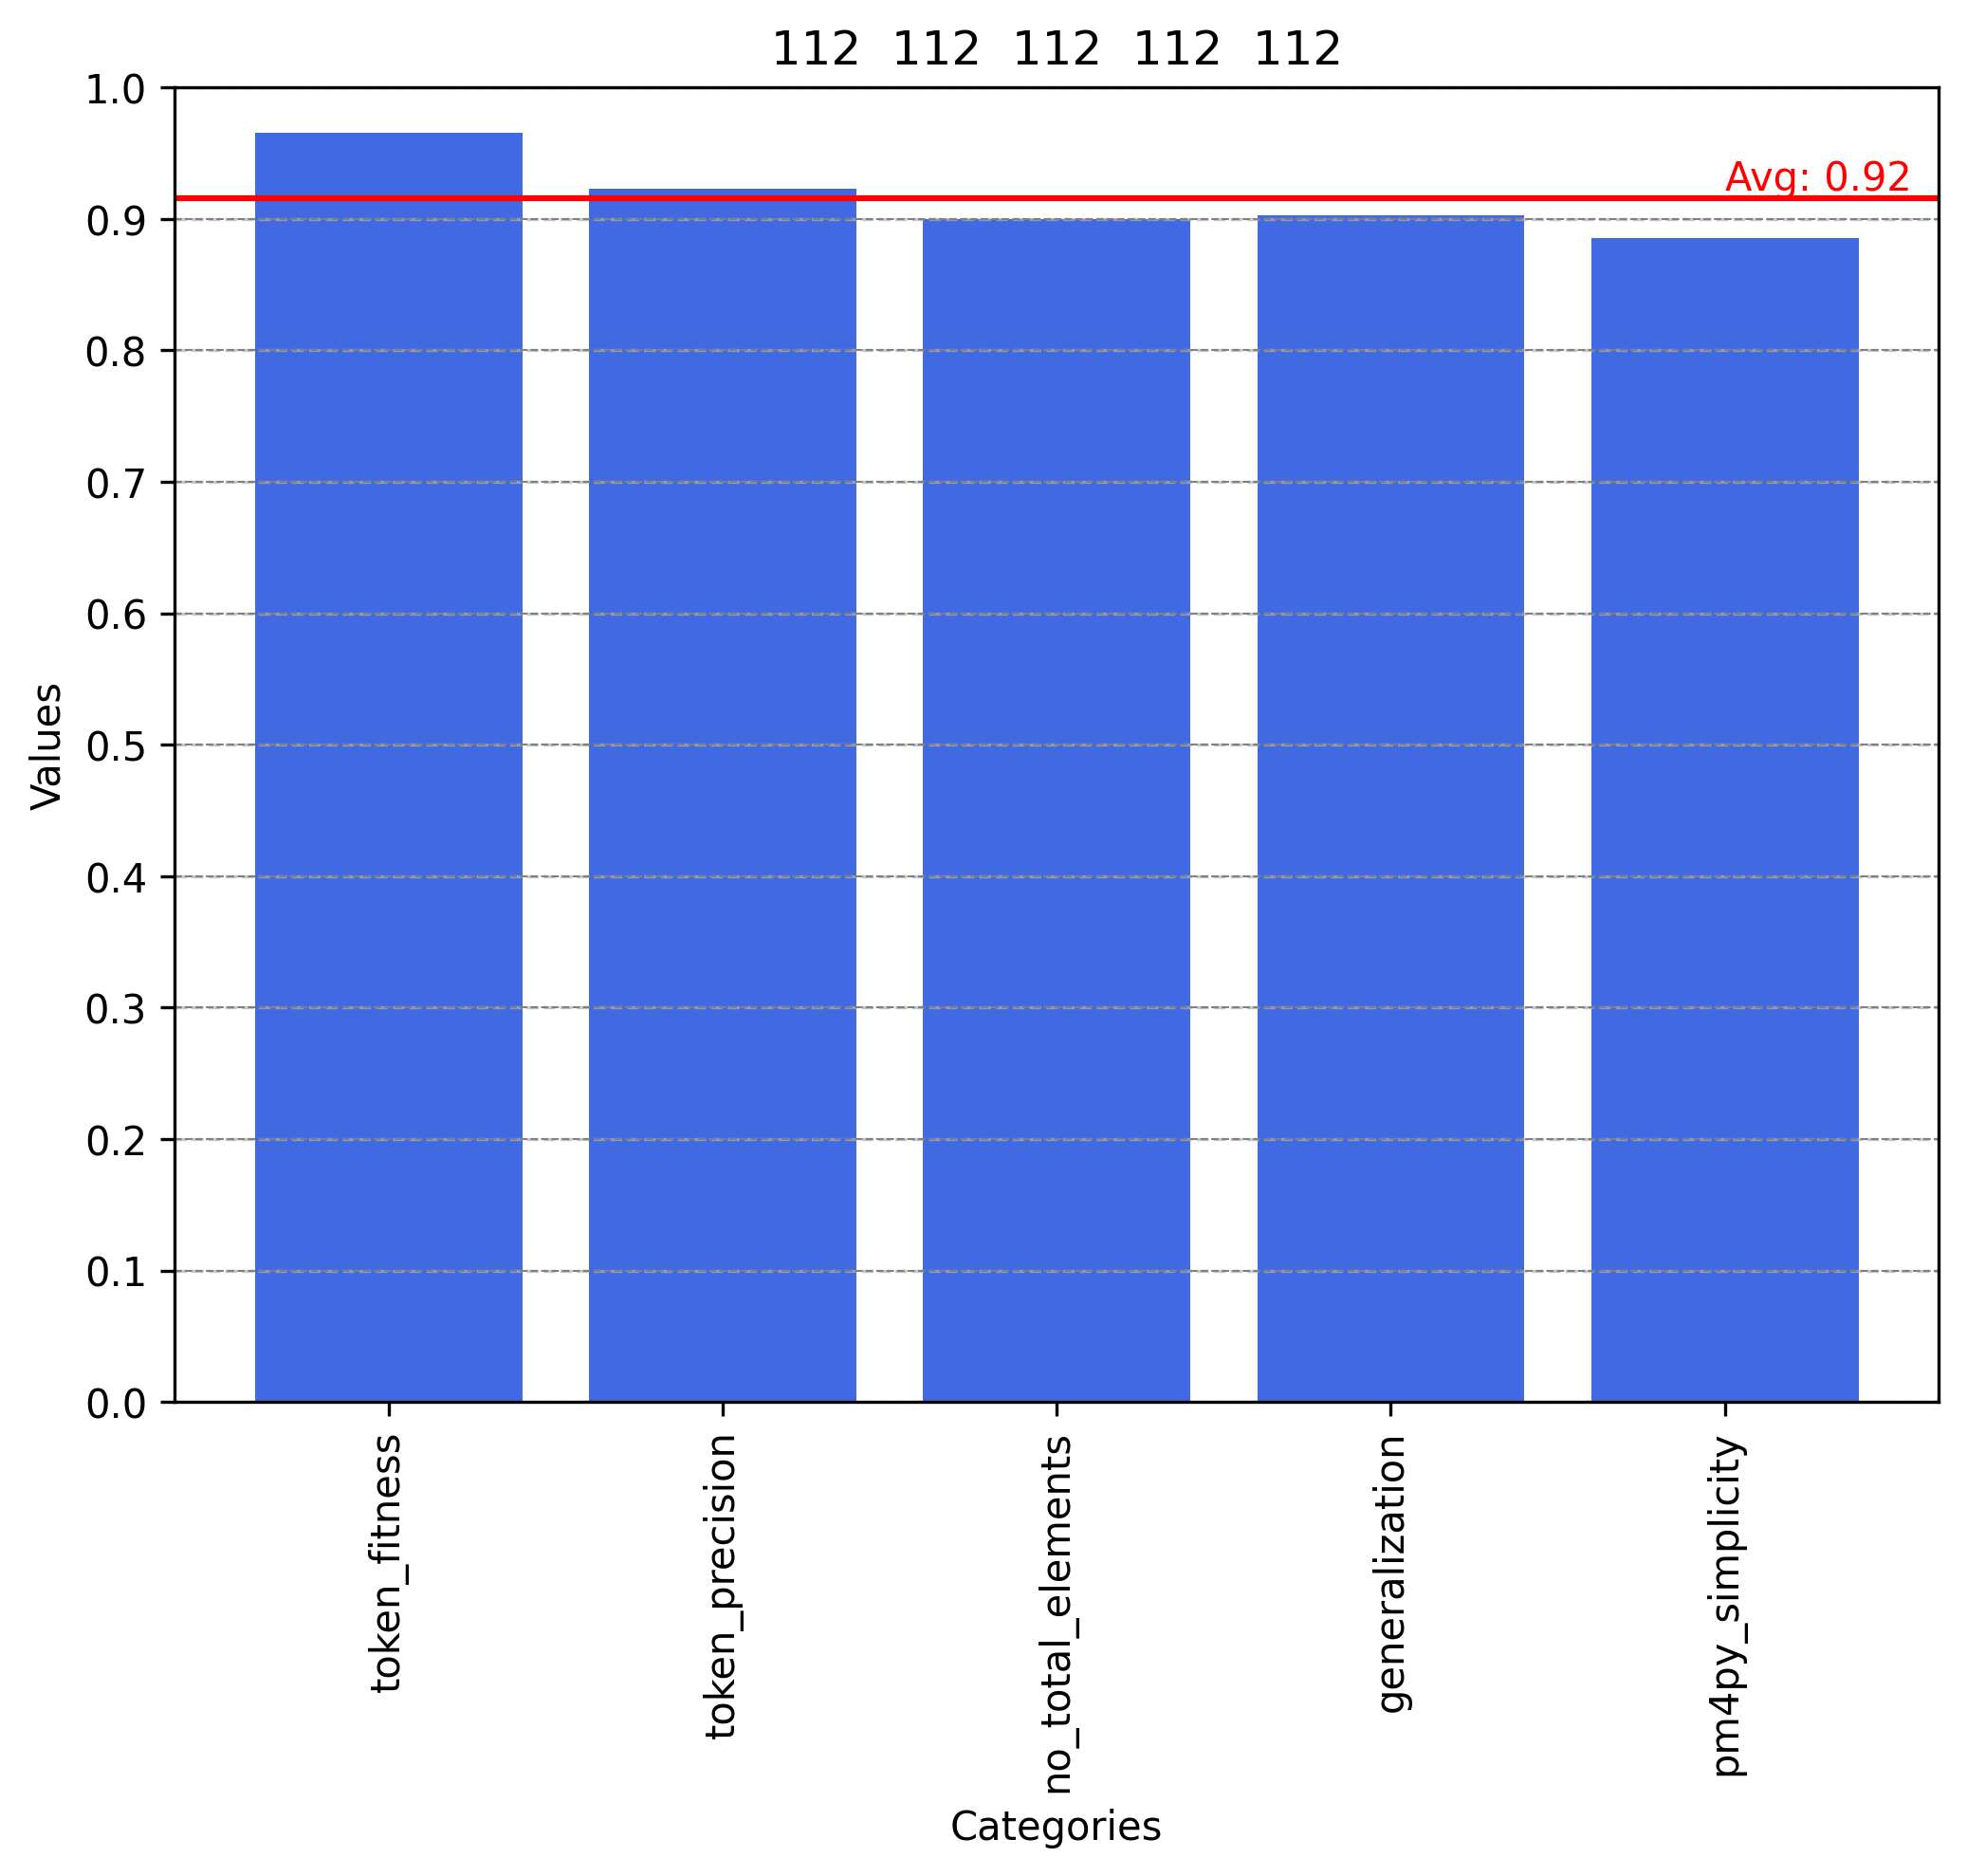 112 112 112 112 112
1.0
Avg: 0.92
0.9
0.8
0.7
0.6
0.5
Values
0.4
0.3
0.2
0.1
0.0
token_fitness
token_precision
no_total_elements
generalization
pm4py_simplicity
Categories